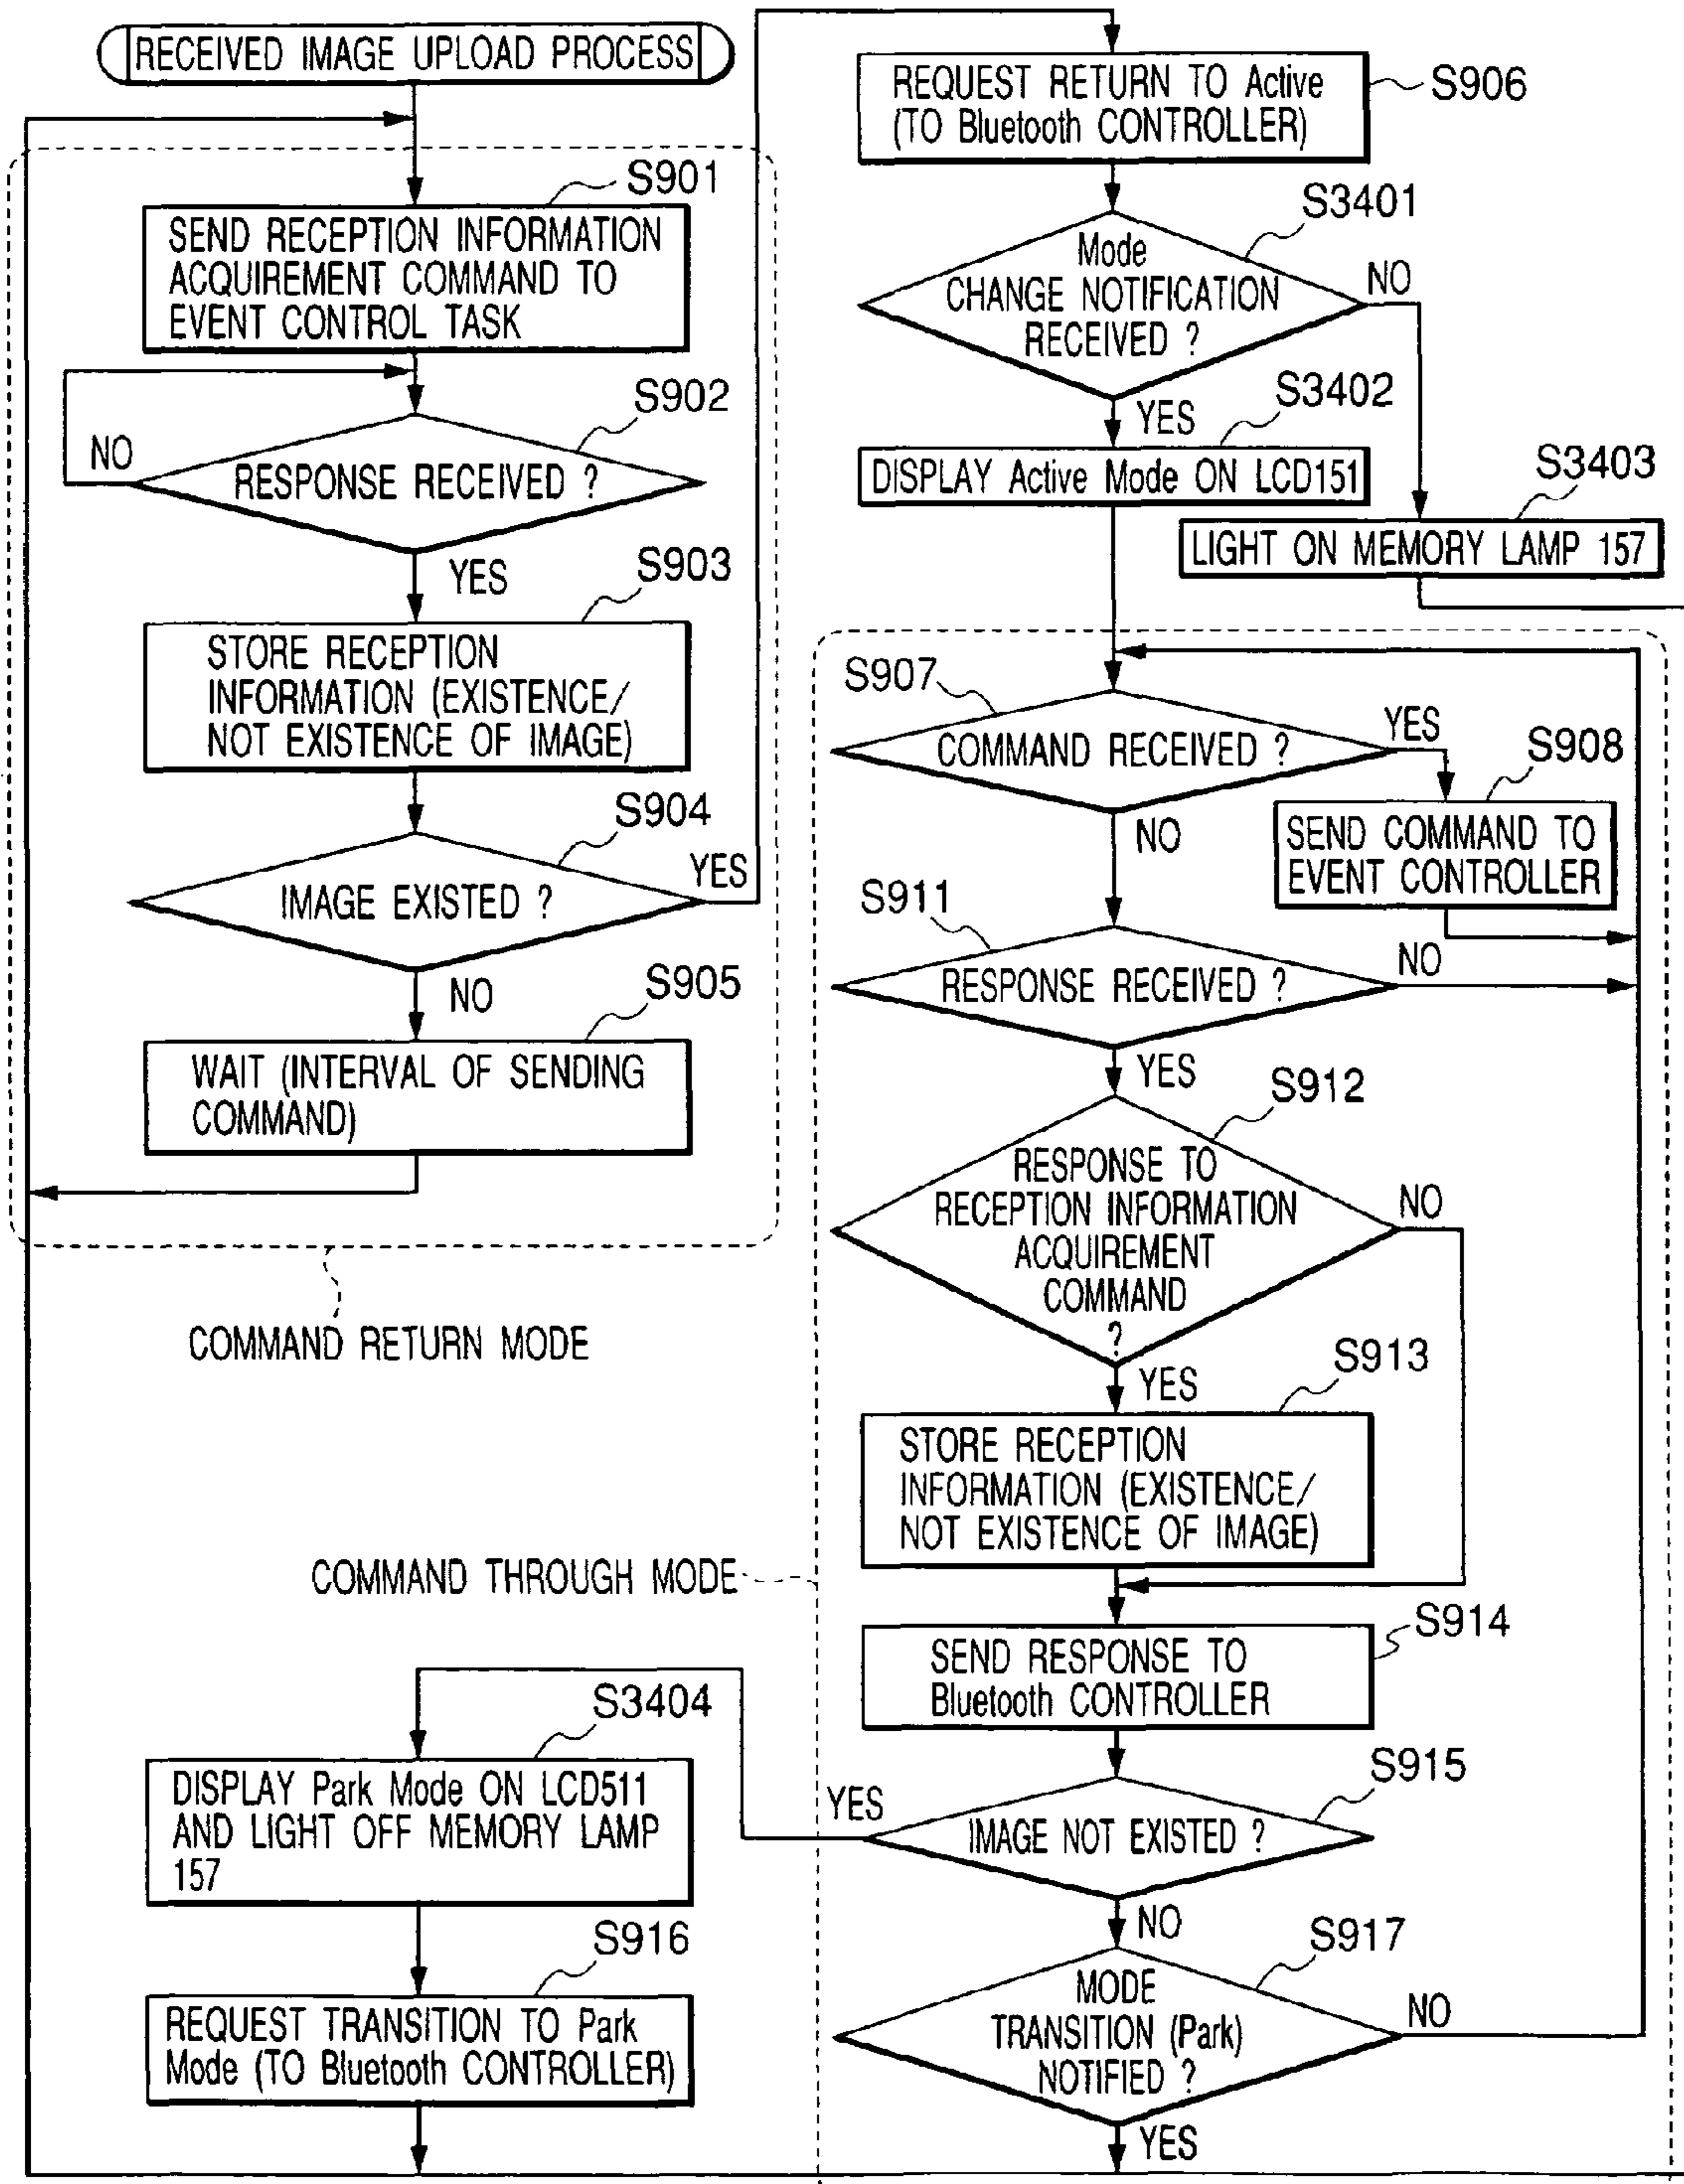 RECEIVED IMAGE UPLOAD PROCESS
S901
SEND RECEPTION INFORMATION
ACQUIREMENT COMMAND TO
EVENT CONTROL TASK
S902
NO
RESPONSE RECEIVED ?
YES
S903
STORE RECEPTION
INFORMATION (EXISTENCE/
NOT EXISTENCE OF IMAGE)
S904
IMAGE EXISTED ?
YES
NO
S905
WAIT (INTERVAL OF SENDING
COMMAND)
COMMAND RETURN MODE
REQUEST RETURN TO Active
(TO Bluetooth CONTROLLER)
S906
S3401
Mode
CHANGE NOTIFICATION
RECEIVED ?
NO
YES
S3402
DISPLAY Active Mode ON LCD151
S3403
LIGHT ON MEMORY LAMP 157
S907
COMMAND RECEIVED ?
YES
S908
SEND COMMAND TO
EVENT CONTROLLER
NO
S911
RESPONSE RECEIVED ?
NO
YES
S912
RESPONSE TO
RECEPTION INFORMATION
ACQUIREMENT
COMMAND
?
NO
YES
S913
STORE RECEPTION
INFORMATION (EXISTENCE/
NOT EXISTENCE OF IMAGE)
COMMAND THROUGH MODE
S914
SEND RESPONSE TO
Bluetooth CONTROLLER
S915
IMAGE NOT EXISTED ?
YES
NO
S3404
DISPLAY Park Mode ON LCD511
AND LIGHT OFF MEMORY LAMP
157
S916
REQUEST TRANSITION TO Park
Mode (TO Bluetooth CONTROLLER)
S917
MODE
TRANSITION (Park)
NOTIFIED ?
NO
YES